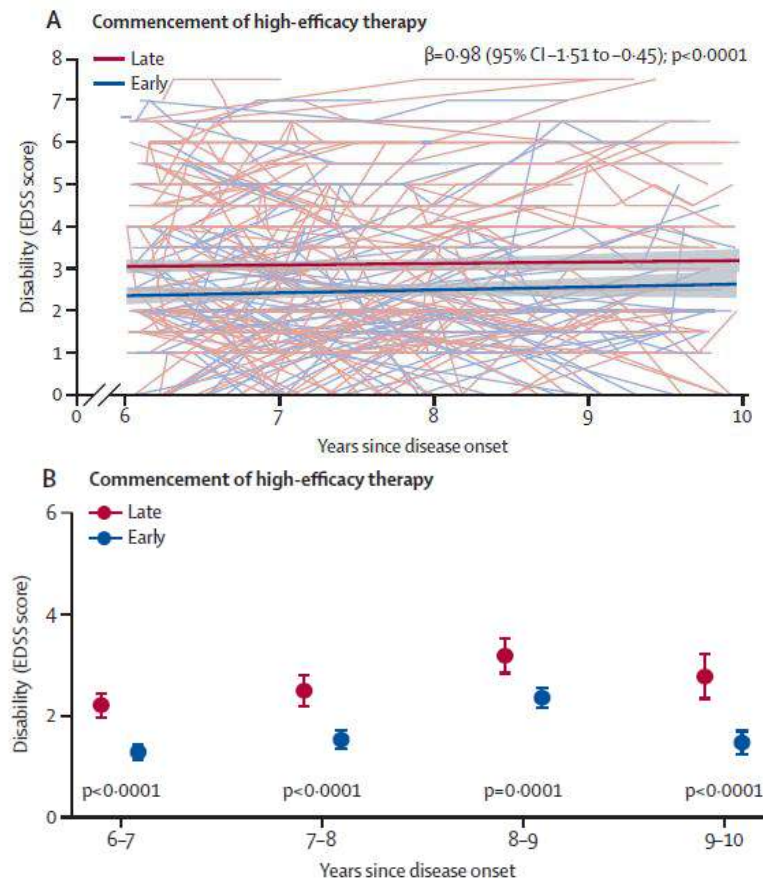 A Commencement of high-efficacy therapy
8
Late
Early
β=0·98 (95% CI–1·51 to –0·45); p<0·0001
7
6
5
4
3
2
1
0
Disability (EDSS score)
0 6 7 8 9 10
Years since disease onset
B Commencement of high-efficacy therapy
6
Late
Early
4
2
0
Disability (EDSS score)
p<0·0001 p<0·0001 p=0·0001 p<0·0001
6–7 7–8 8–9 9–10
Years since disease onset